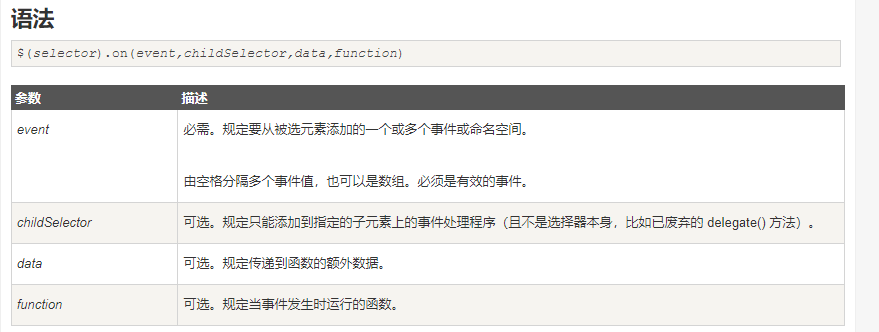 语法
$(selector).on(event,childSelector,data,function)
参数 描述
event 必需。规定要从被选元素添加的一个或多个事件或命名空间。
由空格分隔多个事件值，也可以是数组。必须是有效的事件。
childSelector 可选。规定只能添加到指定的子元素上的事件处理程序（且不是选择器本身，比如已废弃的 delegate() 方法）。
data 可选。规定传递到函数的额外数据。
function 可选。规定当事件发生时运行的函数。